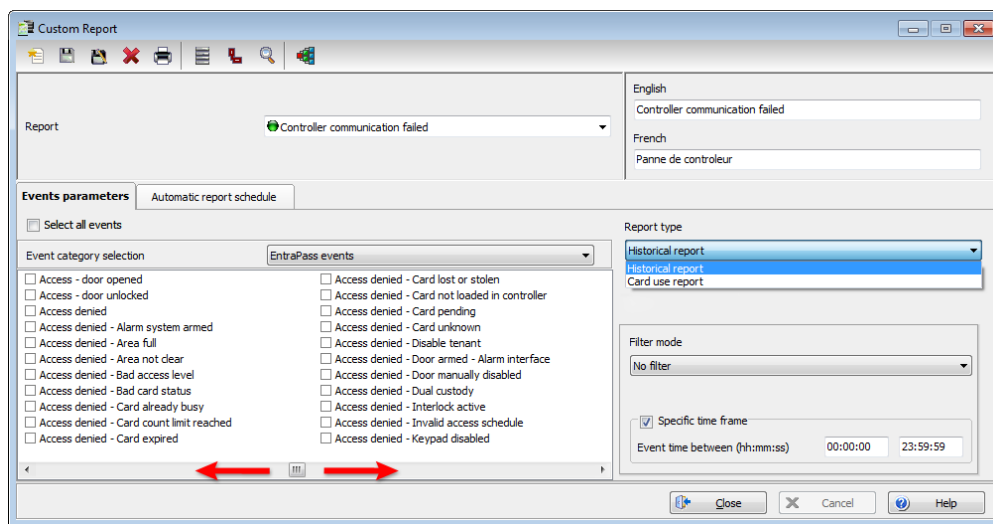 Custom Report
English
Controller communication failed
Report
Controller communication failed
French
Panne de controleur
Events parameters
Automatic report schedule
Select all events
Report type
Event category selection
EntraPass events
Historical report
Historical report
Card use report
Access - door opened
Access - door unlocked
Access denied
Access denied - Alarm system armed
Access denied - Area full
Access denied - Area not clear
Access denied - Bad access level
Access denied - Bad card status
Access denied - Card already busy
Access denied - Card count limit reached
Access denied - Card expired
Access denied - Card lost or stolen
Access denied - Card not loaded in controller
Access denied - Card pending
Access denied - Card unknown
Access denied - Disable tenant
Access denied - Door armed - Alarm interface
Access denied - Door manually disabled
Access denied - Dual custody
Access denied - Interlock active
Access denied - Invalid access schedule
Access denied - Keypad disabled
Filter mode
No filter
Specific time frame
Event time between (hh:mm:ss) 00:00:00 23:59:59
Close Cancel Help